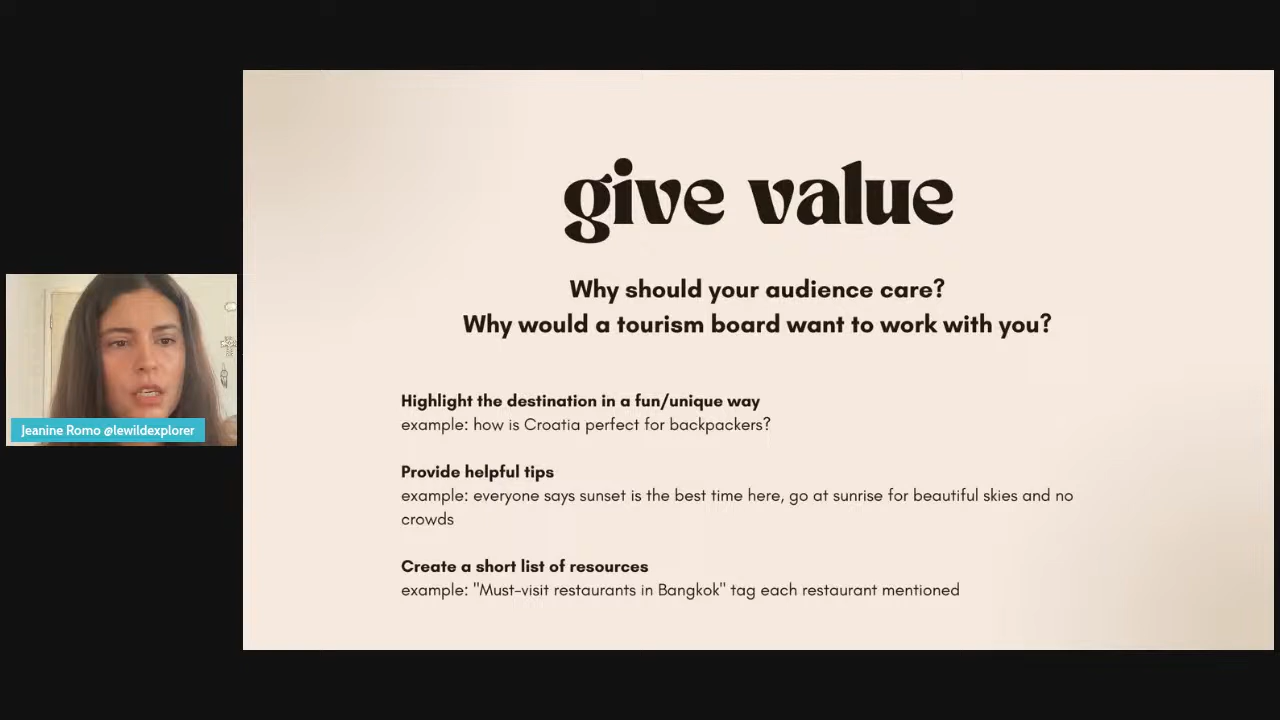 give value
Why should your audience care?
Why would a tourism board want to work with you?
Highlight the destination in a fun/unique way
example: how is Croatia perfect for backpackers?
Provide helpful tips
example: everyone says sunset is the best time here, go at sunrise for beautiful skies and no
crowds
Create a short list of resources
example: "Must-visit restaurants in Bangkok" tag each restaurant mentioned
Jeanine Romo @lewildexplorer